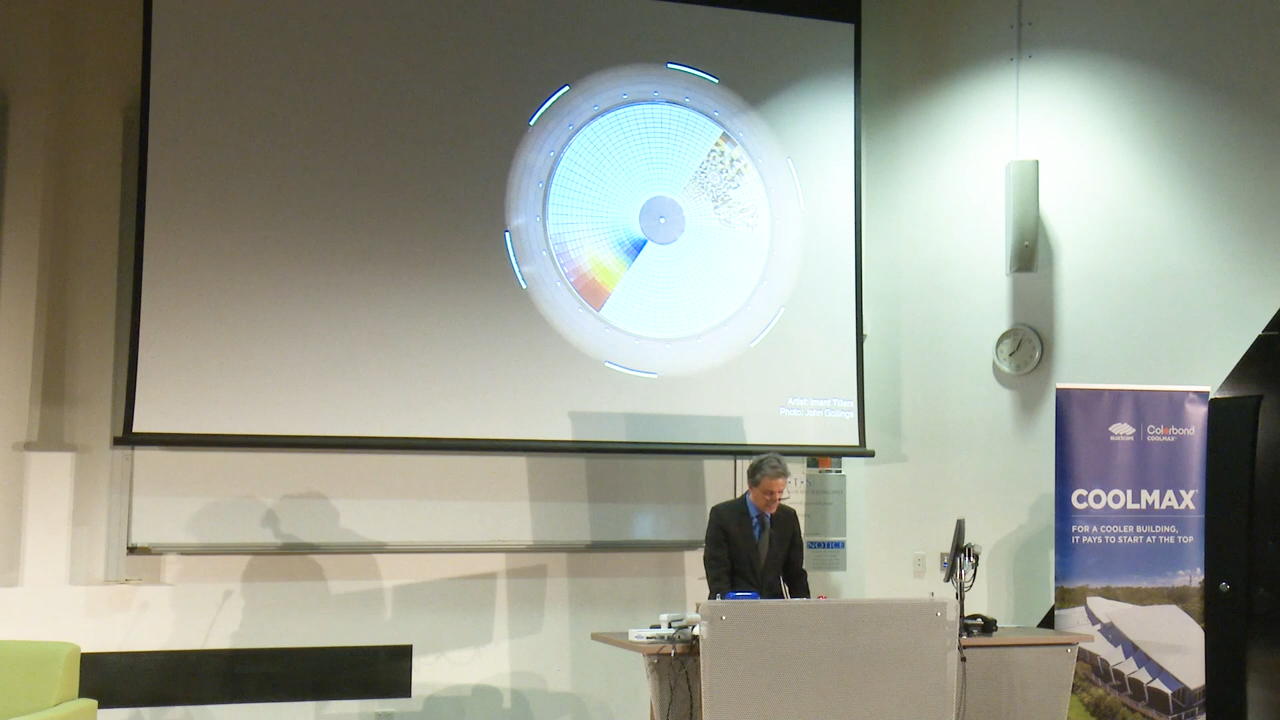 Artist: Imant Tillers
Photo: John Gollings
BLUESCOPE
Colorbond
COOLMAX
NOTICE
COOLMAX
FOR A COOLER BUILDING,
IT PAYS TO START AT THE TOP